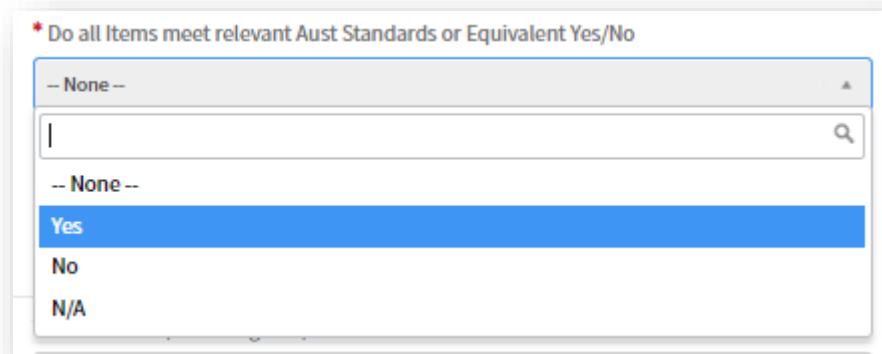 * Do all Items meet relevant Aust Standards or Equivalent Yes/No
-- None --
-- None --
Yes
No
N/A